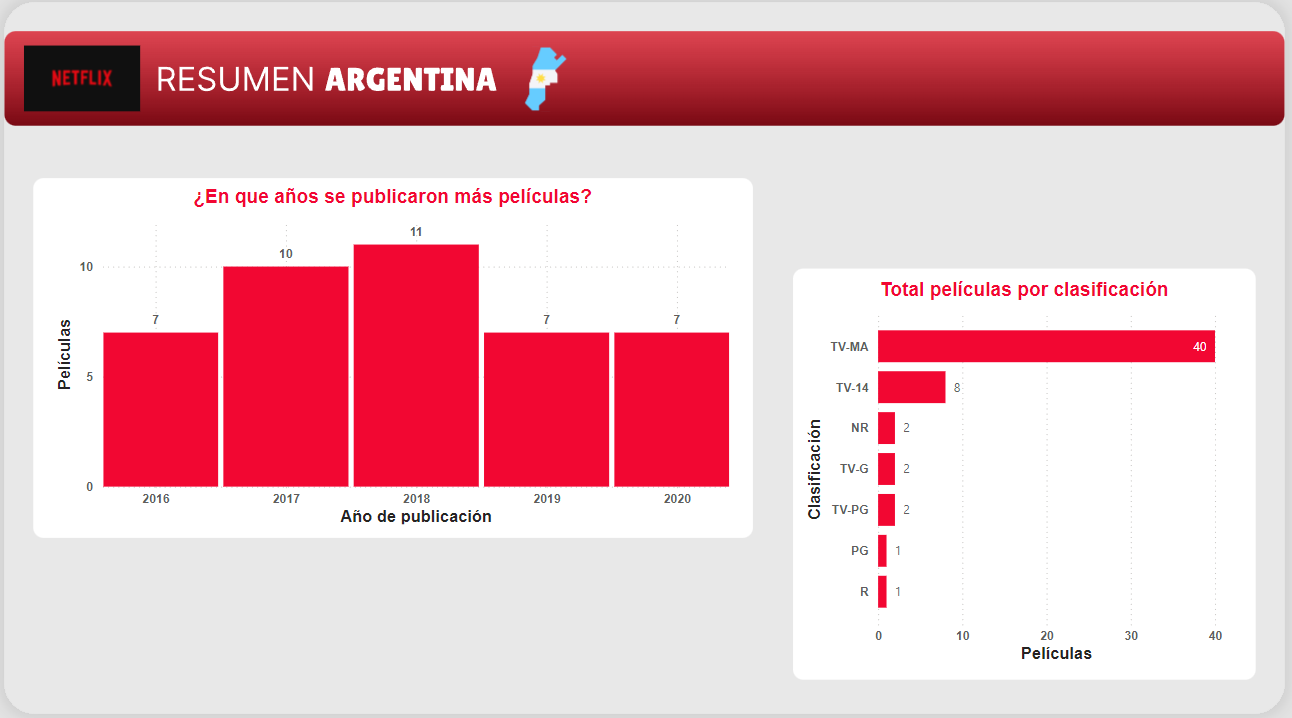 NETFLIX
RESUMEN ARGENTINA
¿En que años se publicaron más películas?
Películas
10
5
0
7
10
11
7
7
2016 2017 2018 2019 2020
Año de publicación
Total películas por clasificación
Clasificación
TV-MA 40
TV-14 8
NR 2
TV-G 2
TV-PG 2
PG 1
R 1
0 10 20 30 40
Películas